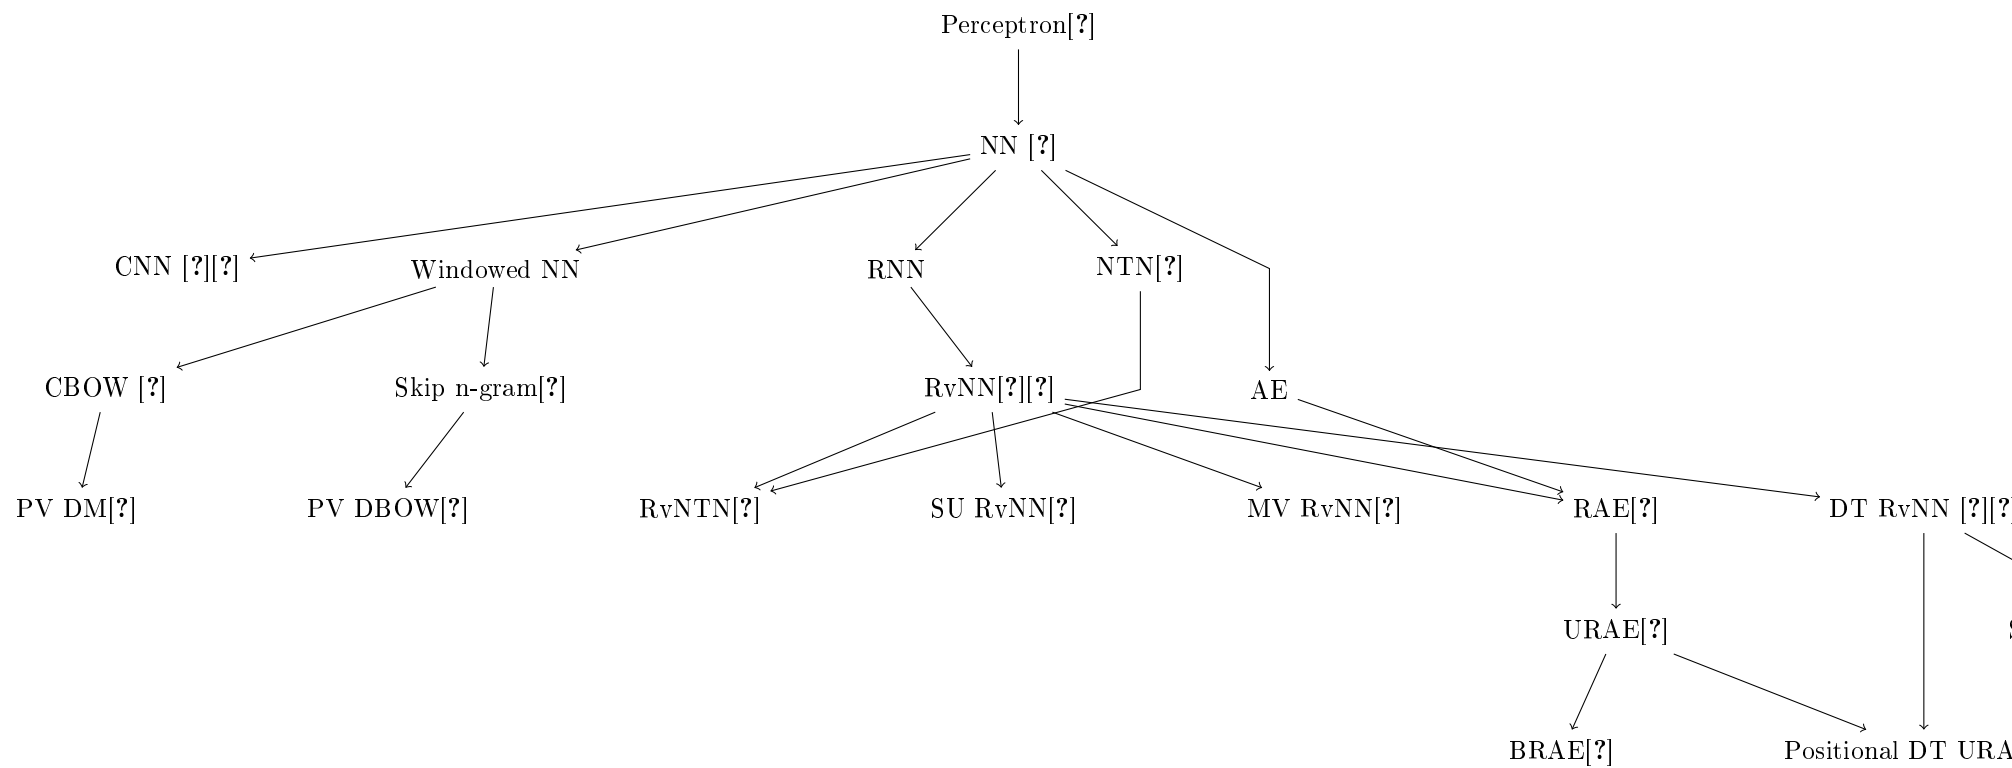 Perceptron[?]
NN [?]
CNN [?][?]
Windowed NN
RNN
NTN[?]
CBOW [?]
Skip n-gram[?]
RvNN[?][?]
AE
PV DM[?]
PV DBOW[?]
RvNTN[?]
SU RvNN[?]
MV RvNN[?]
RAE[?]
DT RvNN [?][?]
URAE[?]
BRAE[?]
Positional DT URA